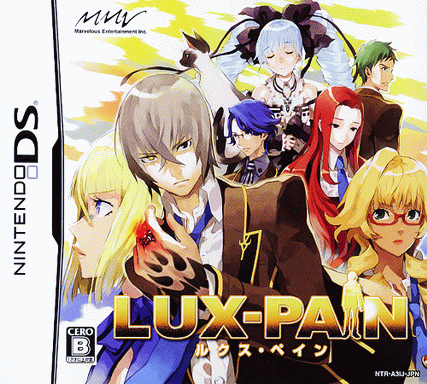 MMV
Marvelous Entertainment Inc.
NINTENDO DS
LUX-PAIN
ルクス・ペイン
CERO
B
NTR-A3IJ-JPN